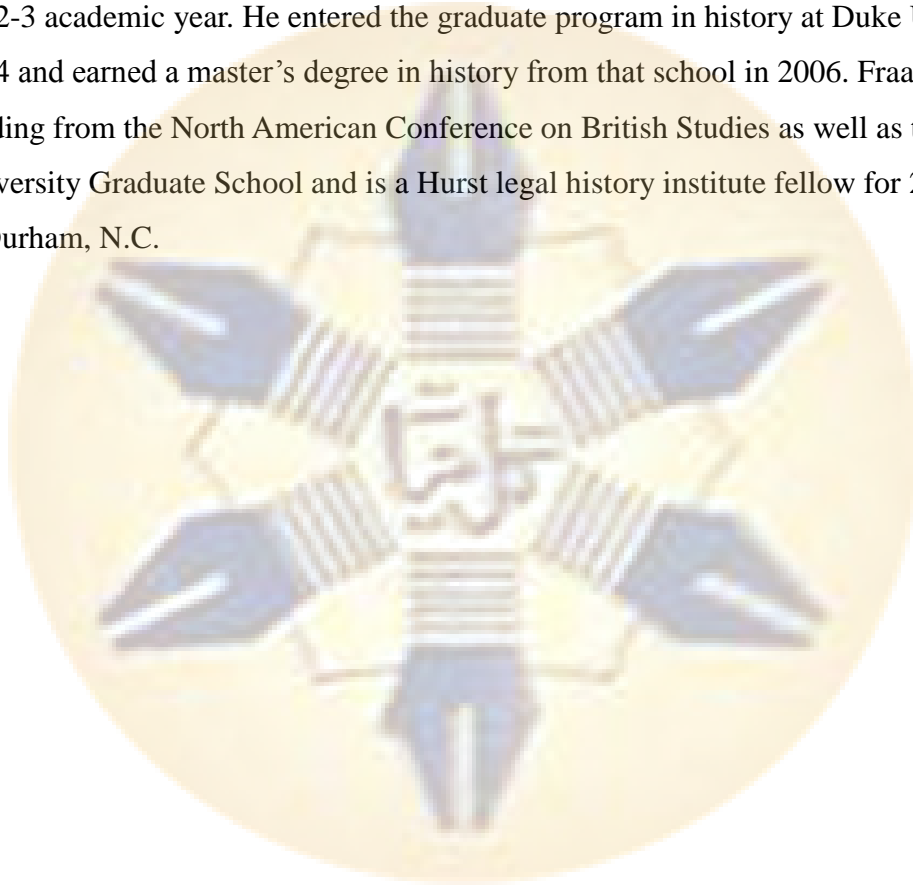 2-3 academic year. He entered the graduate program in history at Duke
4 and earned a master’s degree in history from that school in 2006. Fraa
ding from the North American Conference on British Studies as well as
versity Graduate School and is a Hurst legal history institute fellow for
Durham, N.C.